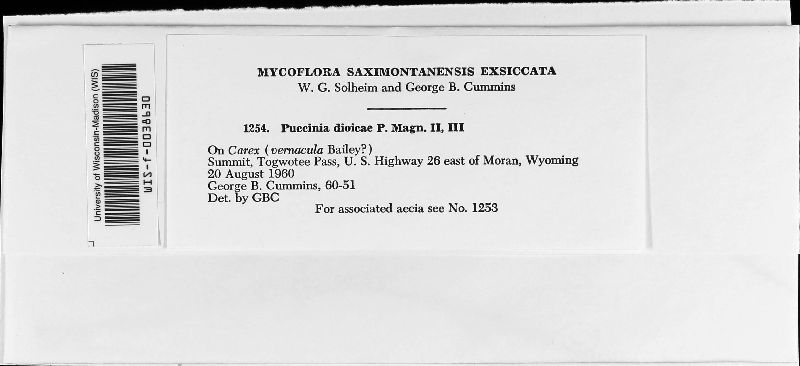 MYCOFLORA SAXIMONTANENSIS EXSICCATA
W. G. Solheim and George B. Cummins
1254. Puccinia dioicae P. Magn. II, III
On Carex (vernacula Bailey?)
Summit, Togwotee Pass, U. S. Highway 26 east of Moran, Wyoming
20 August 1960
George B. Cummins, 60-51
Det. by GBC
For associated aecia see No. 1253
University of Wisconsin-Madison (WIS)